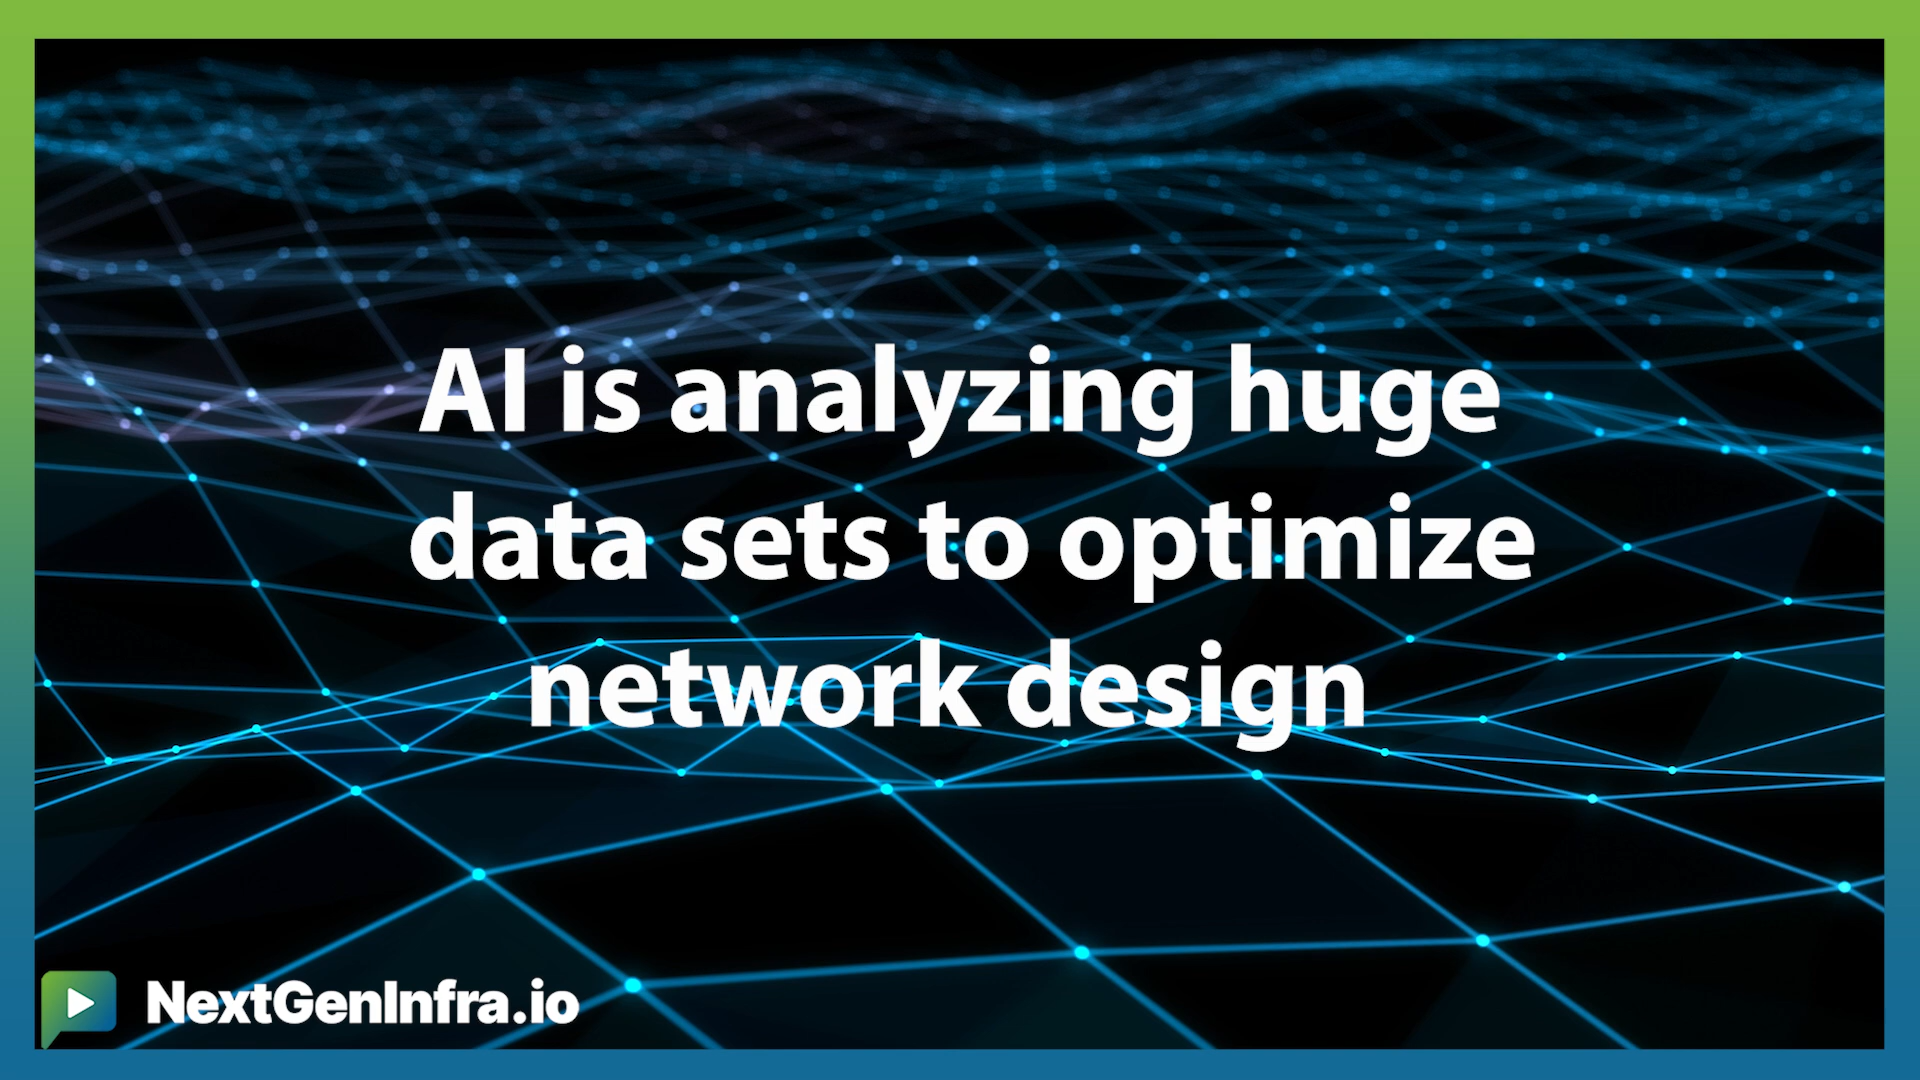 AI is analyzing huge
data sets to optimize
network design
NextGenInfra.io